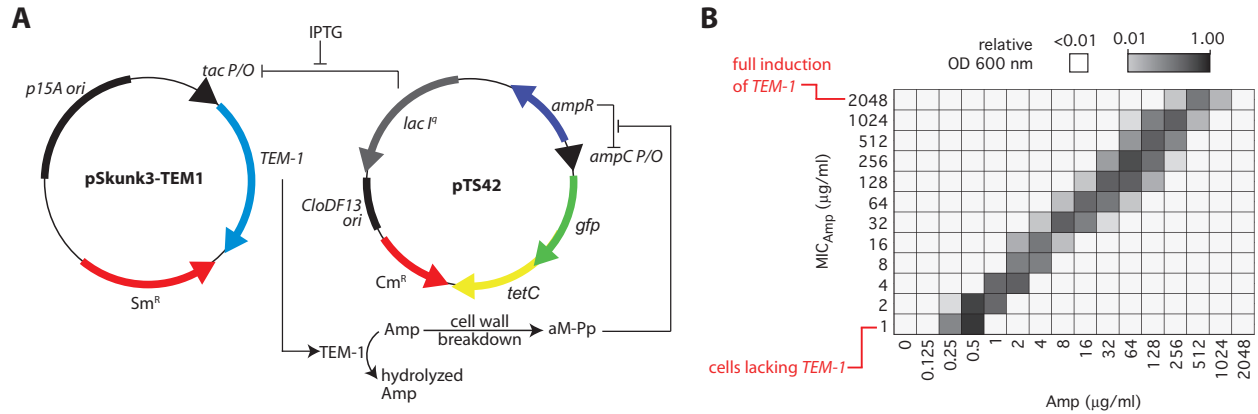 A
IPTG
p15A ori
tac P/O
TEM-1
pSkunk3-TEM1
Smᴿ
lac Iq
ampR
ampC P/O
pTS42
CloDF13
ori
gfp
Cmᴿ
tetC
TEM-1
Amp
cell wall
breakdown
aM-Pp
hydrolyzed
Amp
B
relative
OD 600 nm
<0.01
0.01
1.00
full induction
of TEM-1
2048
1024
512
256
128
64
32
16
8
4
2
1
MICAmp (µg/ml)
cells lacking TEM-1
0
0.125
0.25
0.5
1
2
4
8
16
32
64
128
256
512
1024
2048
Amp (µg/ml)